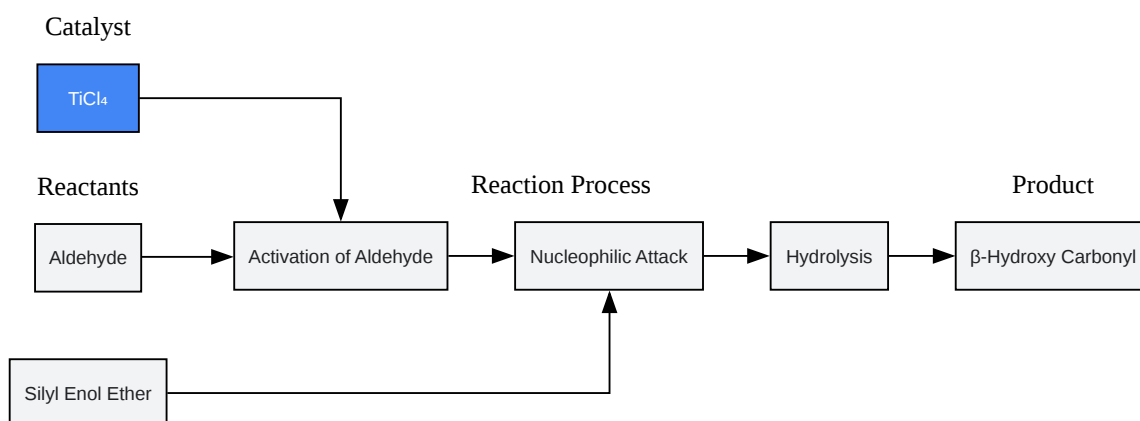 Catalyst
TiCl₄
Reactants
Reaction Process
Product
Aldehyde
Activation of Aldehyde
Nucleophilic Attack
Hydrolysis
β-Hydroxy Carbonyl
Silyl Enol Ether